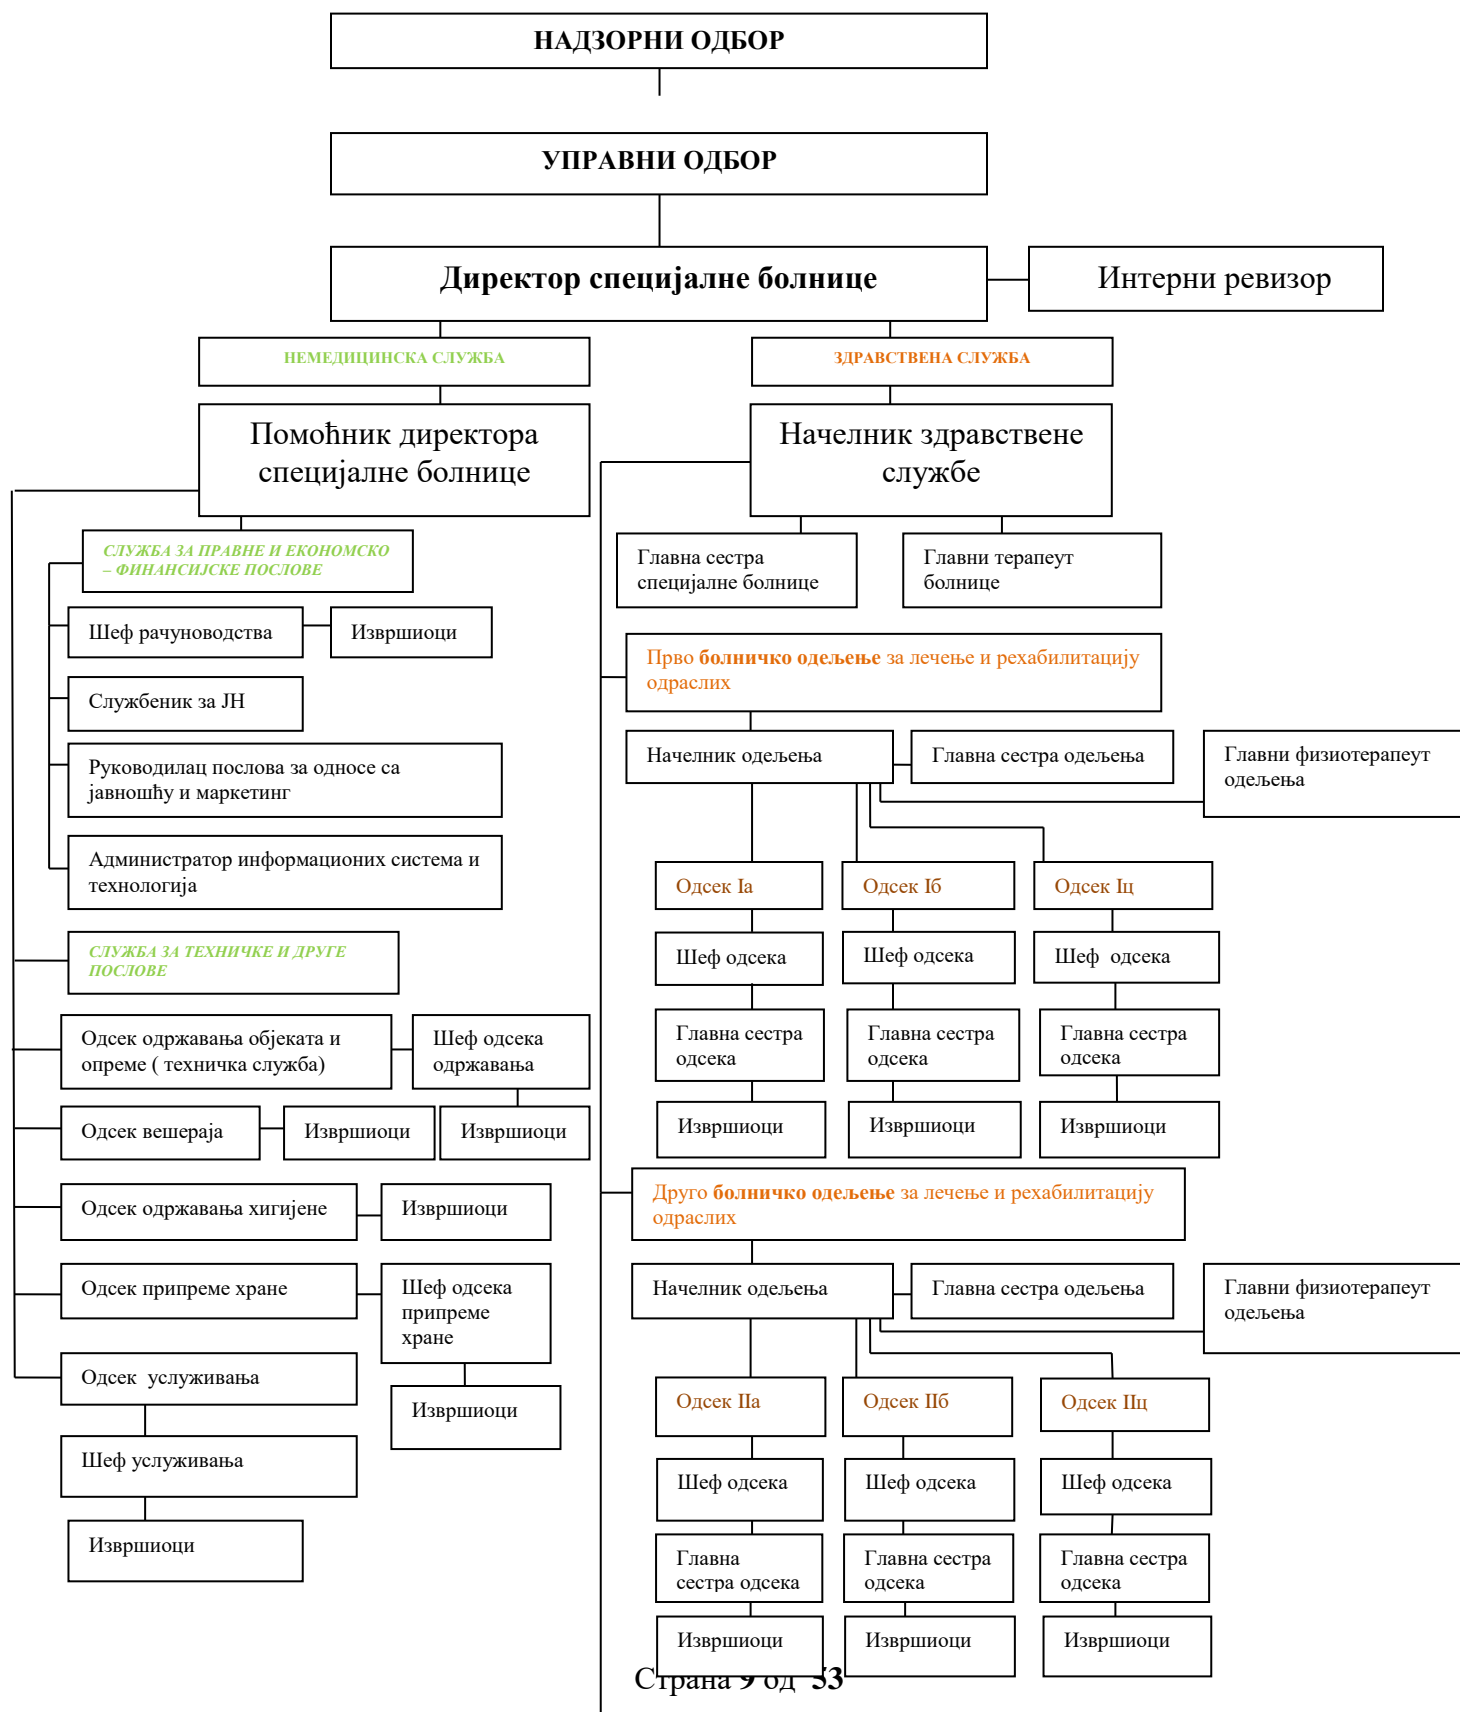 НАДЗОРНИ ОДБОР
УПРАВНИ ОДБОР
Директор специјалне болнице
Интерни ревизор
НЕМЕДИЦИНСКА СЛУЖБА
ЗДРАВСТВЕНА СЛУЖБА
Помоћник директора
специјалне болнице
Начелник здравствене
службе
СЛУЖБА ЗА ПРАВНЕ И ЕКОНОМСКО
– ФИНАНСИЈСКЕ ПОСЛОВЕ
Шеф рачуноводства
Извршиоци
Службеник за ЈН
Руководилац послова за односе са
јавношћу и маркетинг
Администратор информационих система и
технологија
СЛУЖБА ЗА ТЕХНИЧКЕ И ДРУГЕ
ПОСЛОВЕ
Одсек одржавања објеката и
опреме ( техничка служба)
Шеф одсека
одржавања
Одсек вешераја
Извршиоци
Извршиоци
Одсек одржавања хигијене
Извршиоци
Одсек припреме хране
Шеф одсека
припреме
хране
Извршиоци
Одсек  услуживања
Шеф услуживања
Извршиоци
Главна сестра
специјалне болнице
Главни терапеут
болнице
Прво болничко одељење за лечење и рехабилитацију
одраслих
Начелник одељења
Главна сестра одељења
Главни физиотерапеут
одељења
Одсек Iа
Одсек Iб
Одсек Iц
Шеф одсека
Шеф одсека
Шеф  одсека
Главна сестра
одсека
Главна сестра
одсека
Главна сестра
одсека
Извршиоци
Извршиоци
Извршиоци
Друго болничко одељење за лечење и рехабилитацију
одраслих
Начелник одељења
Главна сестра одељења
Главни физиотерапеут
одељења
Одсек IIа
Одсек IIб
Одсек IIц
Шеф одсека
Шеф одсека
Шеф одсека
Главна
сестра одсека
Главна сестра
одсека
Главна сестра
одсека
Извршиоци
Извршиоци
Извршиоци
Страна 9 од 53